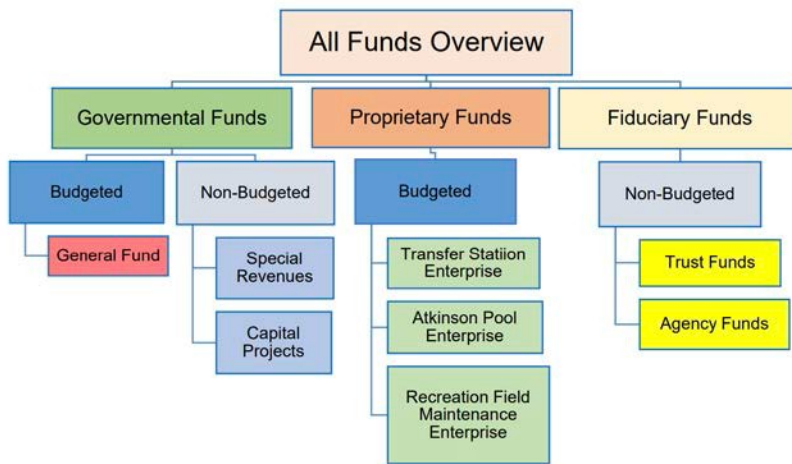 All Funds Overview
Governmental Funds
Proprietary Funds
Fiduciary Funds
Budgeted
Non-Budgeted
Budgeted
Non-Budgeted
General Fund
Special
Revenues
Capital
Projects
Transfer Statiion
Enterprise
Atkinson Pool
Enterprise
Recreation Field
Maintenance
Enterprise
Trust Funds
Agency Funds